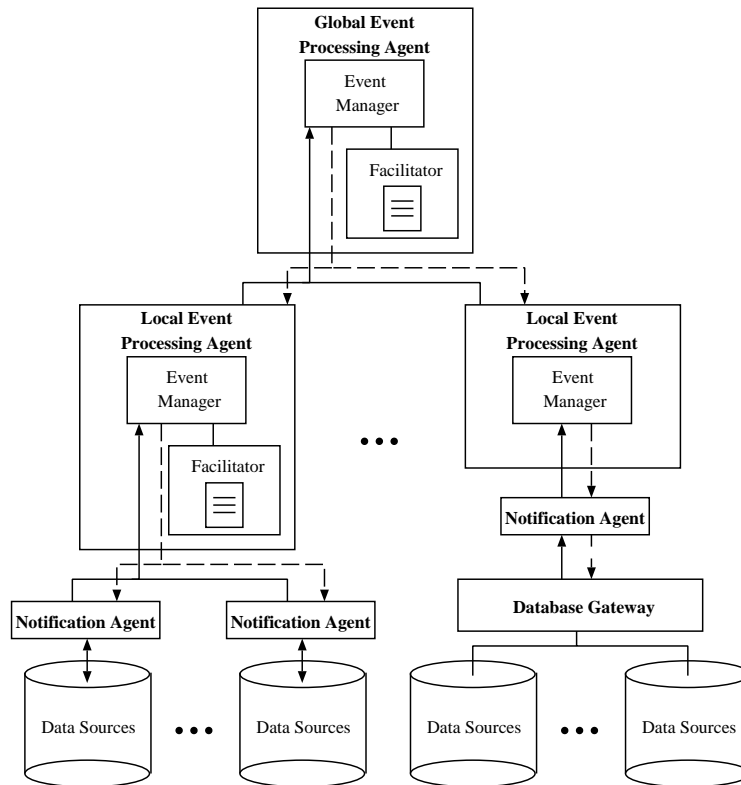 Global Event
Processing Agent
Event
Manager
Facilitator
Local Event
Processing Agent
Event
Manager
Facilitator
Local Event
Processing Agent
Event
Manager
Notification Agent
Notification Agent
Notification Agent
Database Gateway
Data Sources
Data Sources
Data Sources
Data Sources